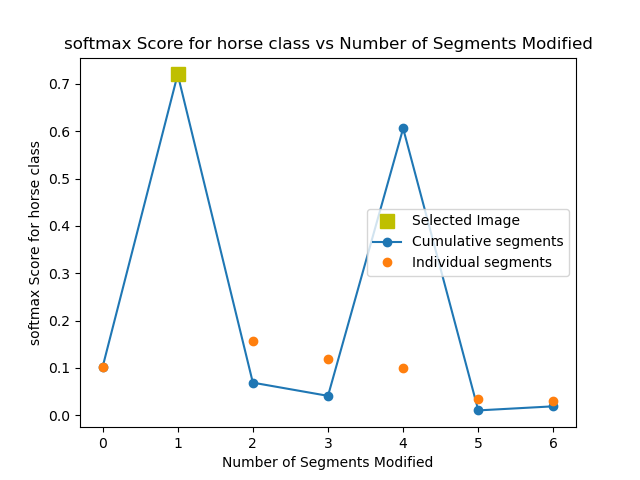 softmax Score for horse class vs Number of Segments Modified
softmax Score for horse class
0.7
0.6
0.5
0.4
0.3
0.2
0.1
0.0
Selected Image
Cumulative segments
Individual segments
0 1 2 3 4 5 6
Number of Segments Modified